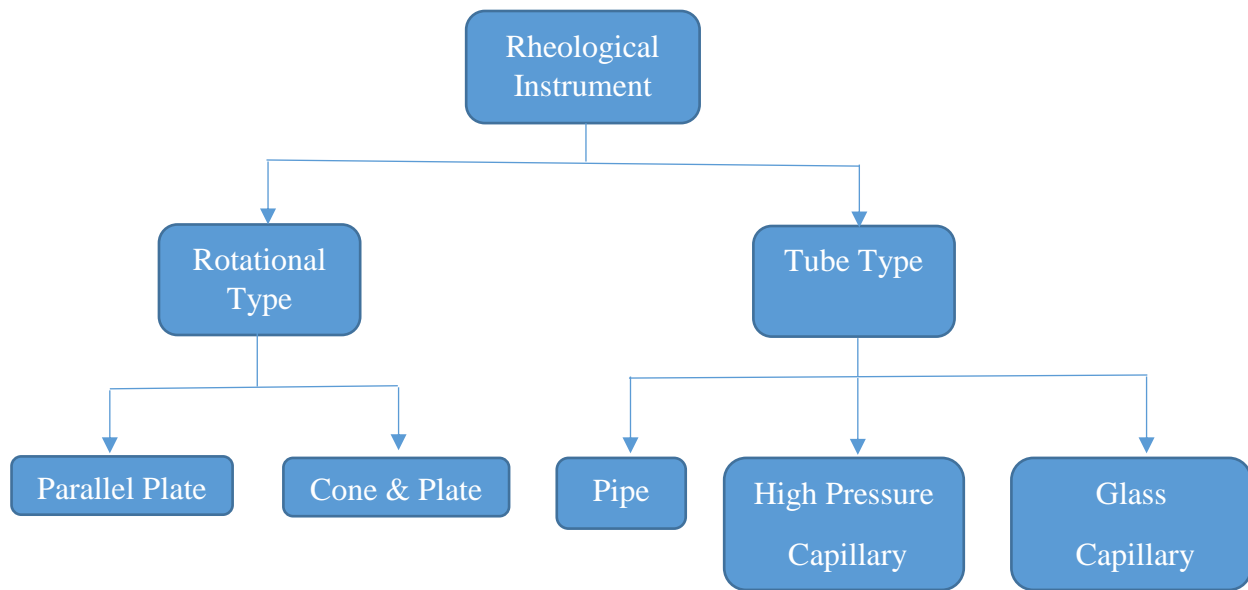 Rheological
Instrument
Rotational
Type
Tube Type
Parallel Plate
Cone & Plate
Pipe
High Pressure
Capillary
Glass
Capillary